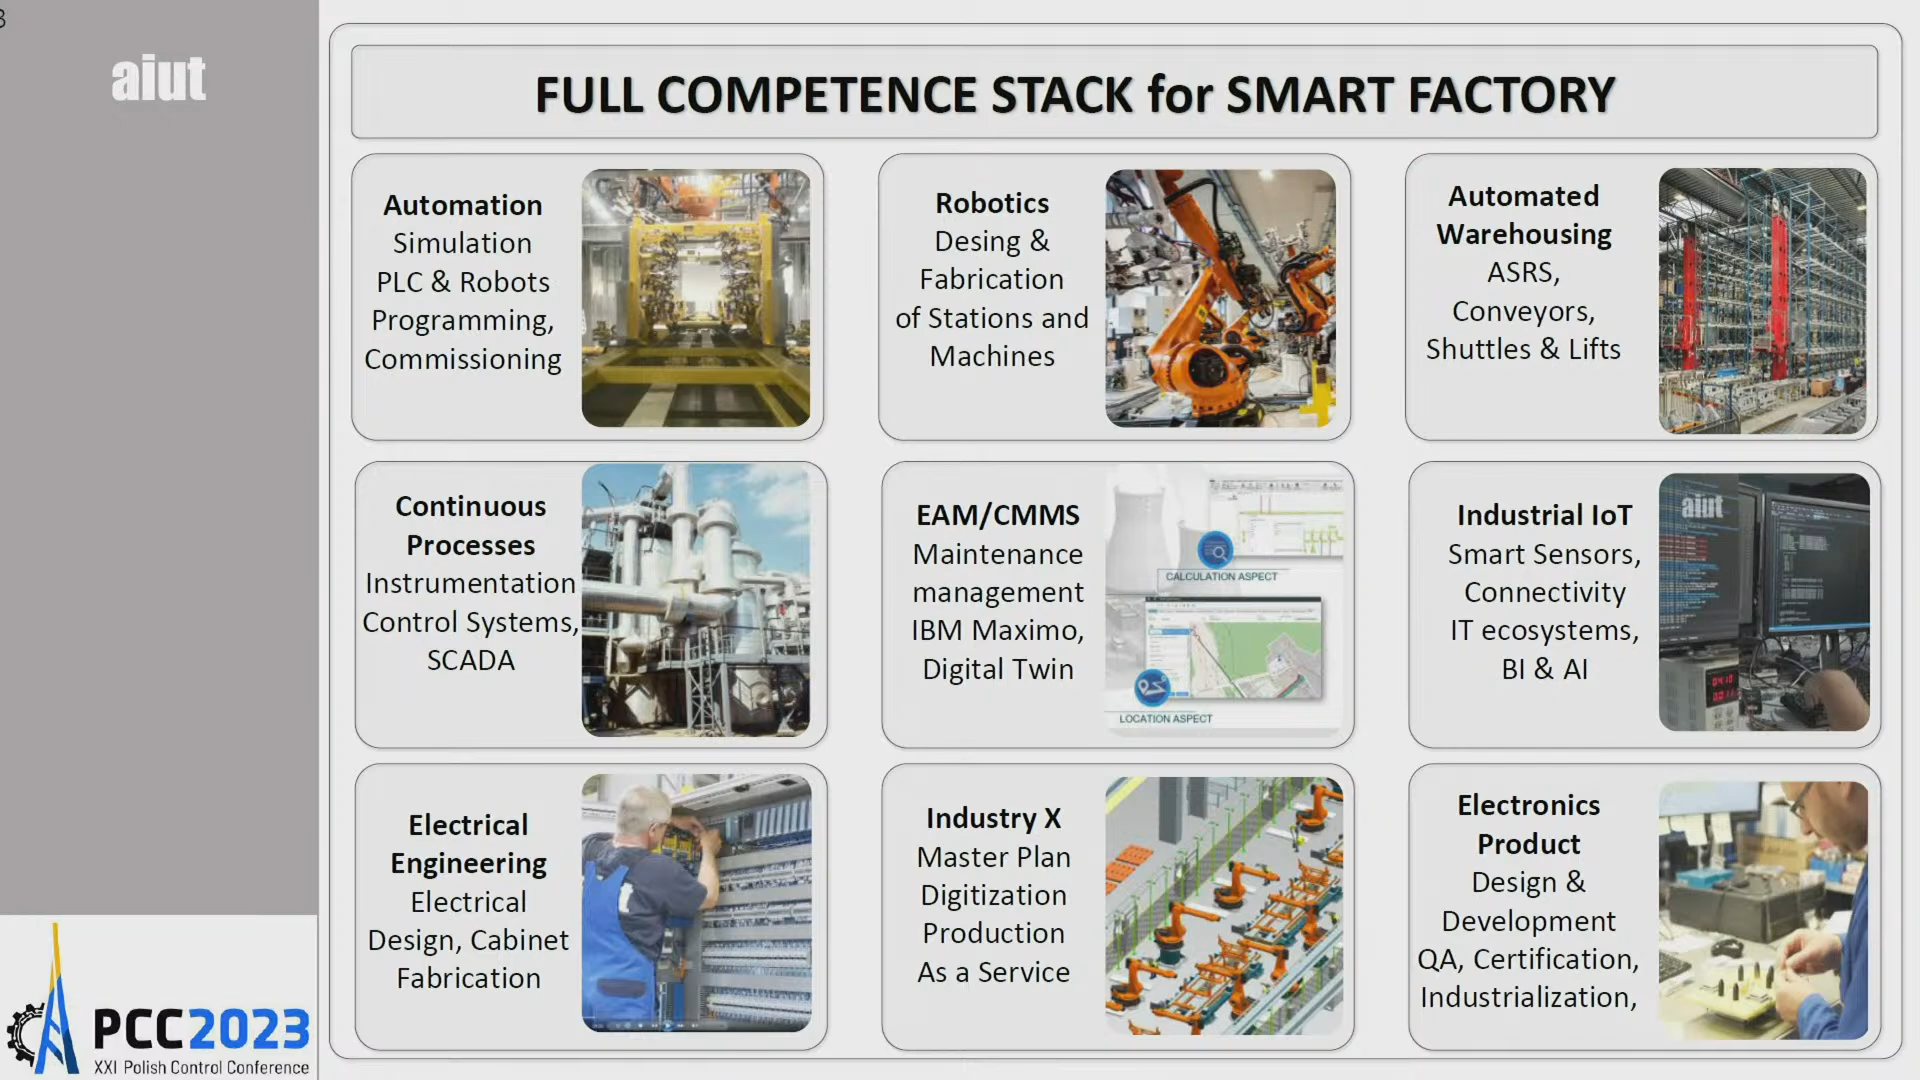 aiut
FULL COMPETENCE STACK for SMART FACTORY
Automation
Simulation
PLC & Robots
Programming,
Commissioning
Robotics
Desing &
Fabrication
of Stations and
Machines
Automated
Warehousing
ASRS,
Conveyors,
Shuttles & Lifts
Continuous
Processes
Instrumentation
Control Systems,
SCADA
EAM/CMMS
Maintenance
management
IBM Maximo,
Digital Twin
CALCULATION ASPECT
LOCATION ASPECT
Industrial IoT
Smart Sensors,
Connectivity
IT ecosystems,
BI & AI
aiut
Electrical
Engineering
Electrical
Design, Cabinet
Fabrication
Industry X
Master Plan
Digitization
Production
As a Service
Electronics
Product
Design &
Development
QA, Certification,
Industrialization,
PCC2023
XXI Polish Control Conference